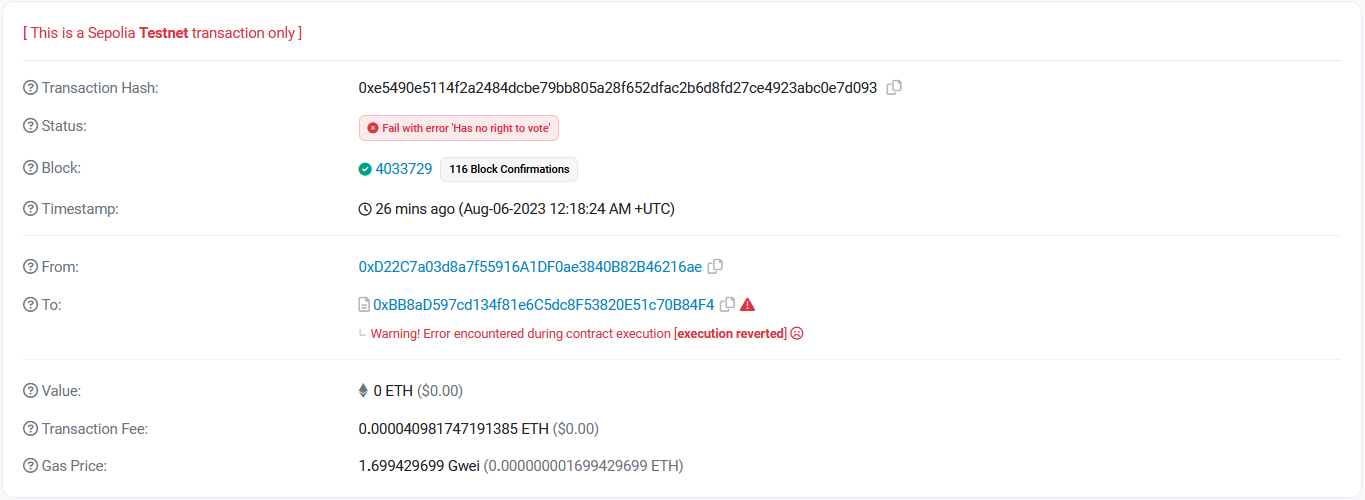 [ This is a Sepolia Testnet transaction only ]
Transaction Hash: 0xe5490e5114f2a2484dcbe79bb805a28f652dfac2b6d8fd27ce4923abc0e7d093
Status: Fail with error 'Has no right to vote'
Block: 4033729 116 Block Confirmations
Timestamp: 26 mins ago (Aug-06-2023 12:18:24 AM +UTC)
From: 0xD22C7a03d8a7f55916A1DF0ae3840B82B46216ae
To: 0xBB8aD597cd134f81e6C5dc8F53820E51c70B84F4
Warning! Error encountered during contract execution [execution reverted]
Value: 0 ETH ($0.00)
Transaction Fee: 0.000040981747191385 ETH ($0.00)
Gas Price: 1.699429699 Gwei (0.000000001699429699 ETH)